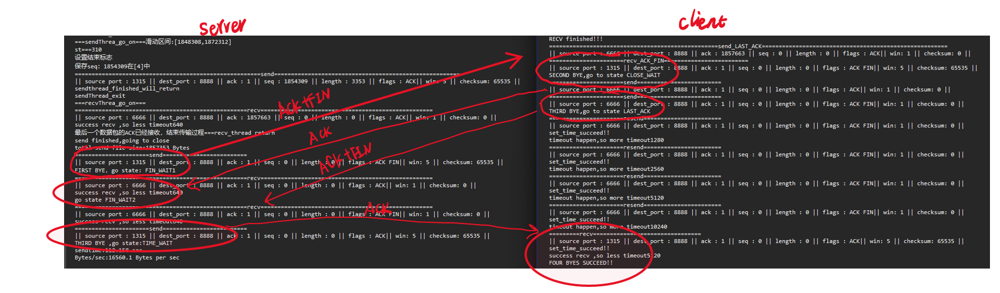 server
===sendThrea_go_on===滑动区间:[1848308,1872312]
st===310
设置结束标志
保存seq: 1854309在[4]中
=======================================================send=======================================================
|| source port : 1315 || dest_port : 8888 || ack : 1 || seq : 1854309 || length : 3353 || flags : ACK|| win: 5 || checksum: 65535 ||
sendthread_finished_will_return
sendThread_exit
===recvThrea_go_on===
===================================================recv===================================================
|| source port : 6666 || dest_port : 8888 || ack : 1857663 || seq : 0 || length : 0 || flags : ACK|| win: 1 || checksum: 0 ||
success recv ,so less timeout640
最后一个数据包的ACK已经接收，结束传输过程===recv_thread return
send finished,going to close
total send file size:1857353 Bytes
======================send=========================
|| source port : 1315 || dest_port : 8888 || ack : 1 || seq : 0 || length : 0 || flags : ACK FIN|| win: 5 || checksum: 65535 ||
FIRST BYE, go state: FIN_WAIT1
===================================================recv===================================================
|| source port : 6666 || dest_port : 8888 || ack : 1 || seq : 0 || length : 0 || flags : ACK|| win: 1 || checksum: 0 ||
success recv ,so less timeout640
go state FIN_WAIT2
===================================================recv===================================================
|| source port : 6666 || dest_port : 8888 || ack : 1 || seq : 0 || length : 0 || flags : ACK FIN|| win: 1 || checksum: 0 ||
success recv ,so less timeout640
======================send=========================
|| source port : 1315 || dest_port : 8888 || ack : 1 || seq : 0 || length : 0 || flags : ACK|| win: 5 || checksum: 65535 ||
THIRD BYE ,go state:TIME_WAIT
sendtime:112.158 sec
Bytes/sec:16560.1 Bytes per sec
ACK+FIN
ACK
ACK+FIN
ACK
client
RECV finished!!!
==================================================send_LAST_ACK=======================================================
|| source port : 6666 || dest_port : 8888 || ack : 1857663 || seq : 0 || length : 0 || flags : ACK|| win: 1 || checksum: 0 ||
======================recv_ACK_FIN=========================
|| source port : 1315 || dest_port : 8888 || ack : 1 || seq : 0 || length : 0 || flags : ACK FIN|| win: 5 || checksum: 65535 ||
SECOND BYE,go to state CLOSE_WAIT
======================send=========================
|| source port : 6666 || dest_port : 8888 || ack : 1 || seq : 0 || length : 0 || flags : ACK|| win: 1 || checksum: 0 ||
======================send=========================
|| source port : 6666 || dest_port : 8888 || ack : 1 || seq : 0 || length : 0 || flags : ACK FIN|| win: 1 || checksum: 0 ||
THIRD BYE,go to state LAST_ACK
======================resend=======================
|| source port : 6666 || dest_port : 8888 || ack : 1 || seq : 0 || length : 0 || flags : ACK FIN|| win: 1 || checksum: 0 ||
set_time_succeed!!
timeout happen,so more timeout1280
======================resend=======================
|| source port : 6666 || dest_port : 8888 || ack : 1 || seq : 0 || length : 0 || flags : ACK FIN|| win: 1 || checksum: 0 ||
set_time_succeed!!
timeout happen,so more timeout2560
======================resend=======================
|| source port : 6666 || dest_port : 8888 || ack : 1 || seq : 0 || length : 0 || flags : ACK FIN|| win: 1 || checksum: 0 ||
set_time_succeed!!
timeout happen,so more timeout5120
======================resend=======================
|| source port : 6666 || dest_port : 8888 || ack : 1 || seq : 0 || length : 0 || flags : ACK FIN|| win: 1 || checksum: 0 ||
set_time_succeed!!
timeout happen,so more timeout10240
=========recv================================
|| source port : 1315 || dest_port : 8888 || ack : 1 || seq : 0 || length : 0 || flags : ACK|| win: 5 || checksum: 65535 ||
set_time_succeed!!
success recv ,so less timeout5120
FOUR BYES SUCCEED!!